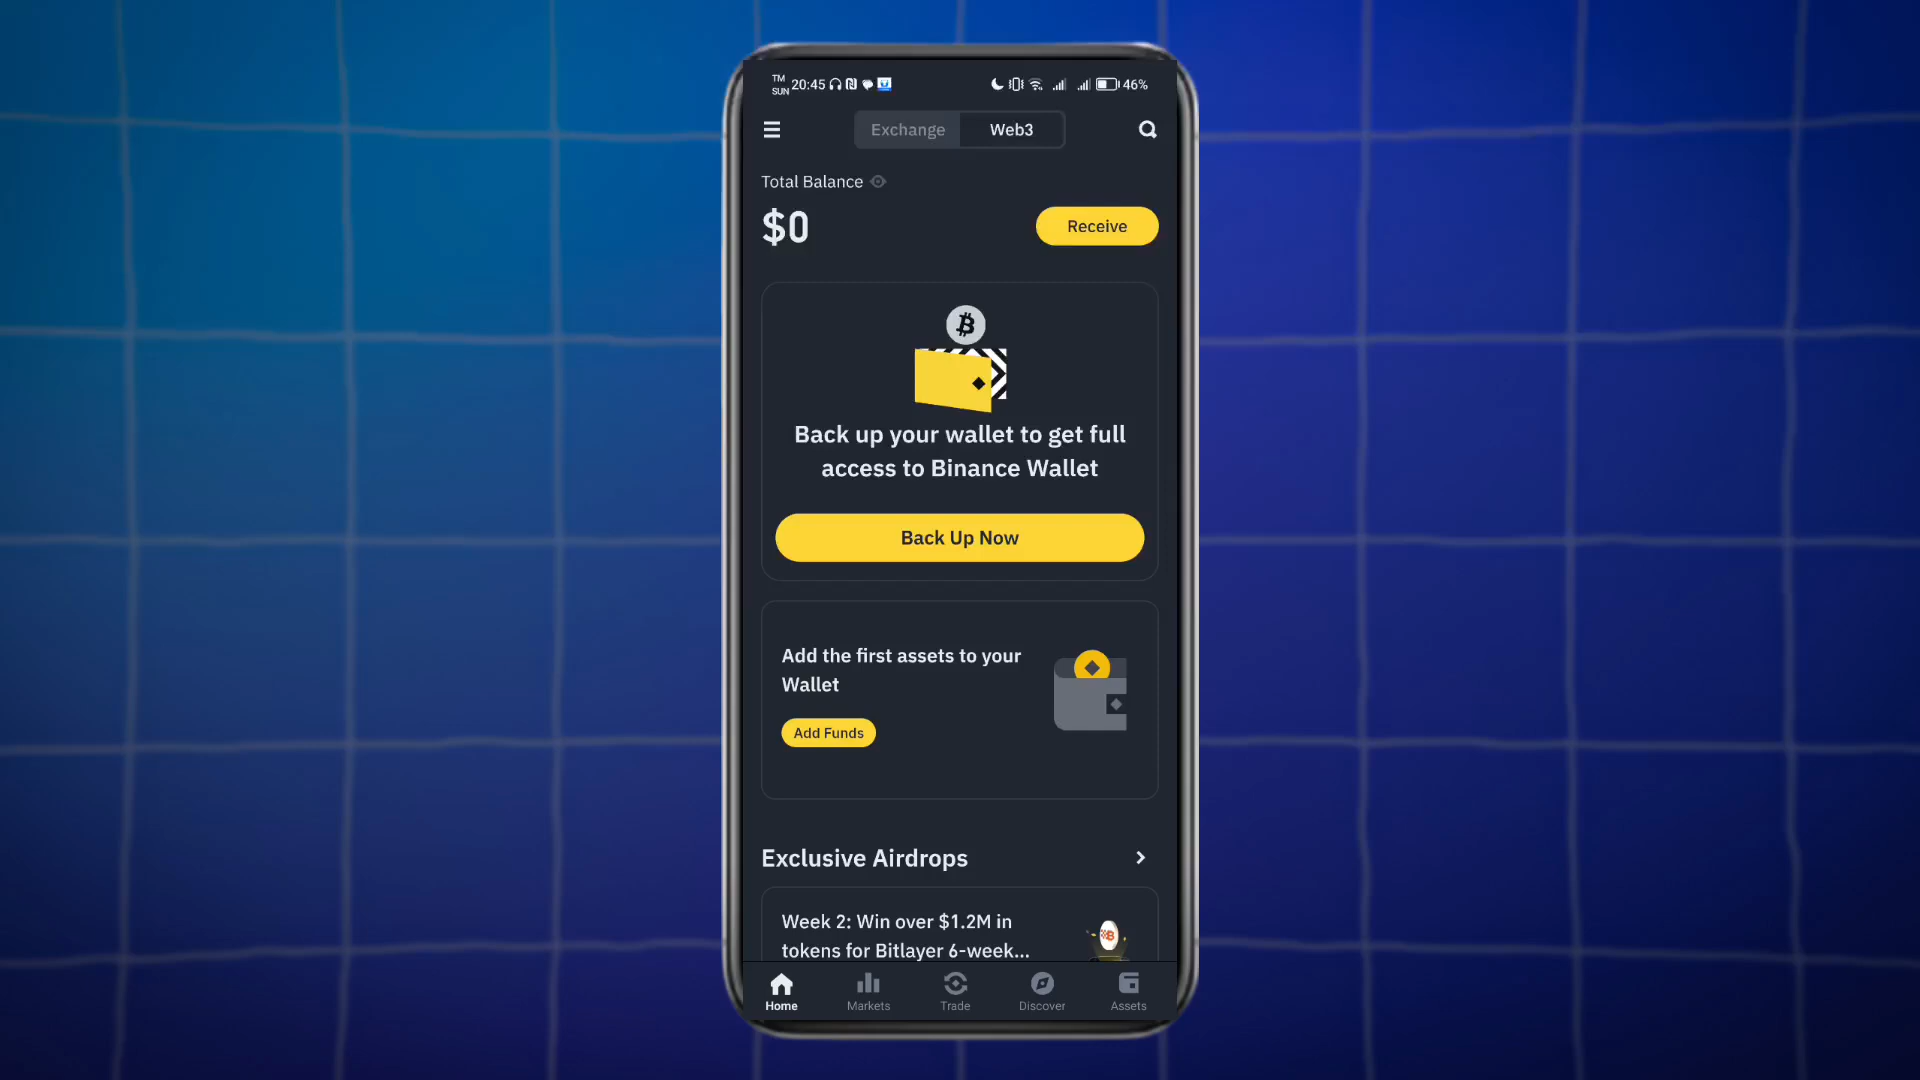 TM
SUN 20:45 46%
Exchange Web3
Total Balance
$0 Receive
Back up your wallet to get full
access to Binance Wallet
Back Up Now
Add the first assets to your
Wallet
Add Funds
Exclusive Airdrops
Week 2: Win over $1.2M in
tokens for Bitlayer 6-week...
Home Markets Trade Discover Assets